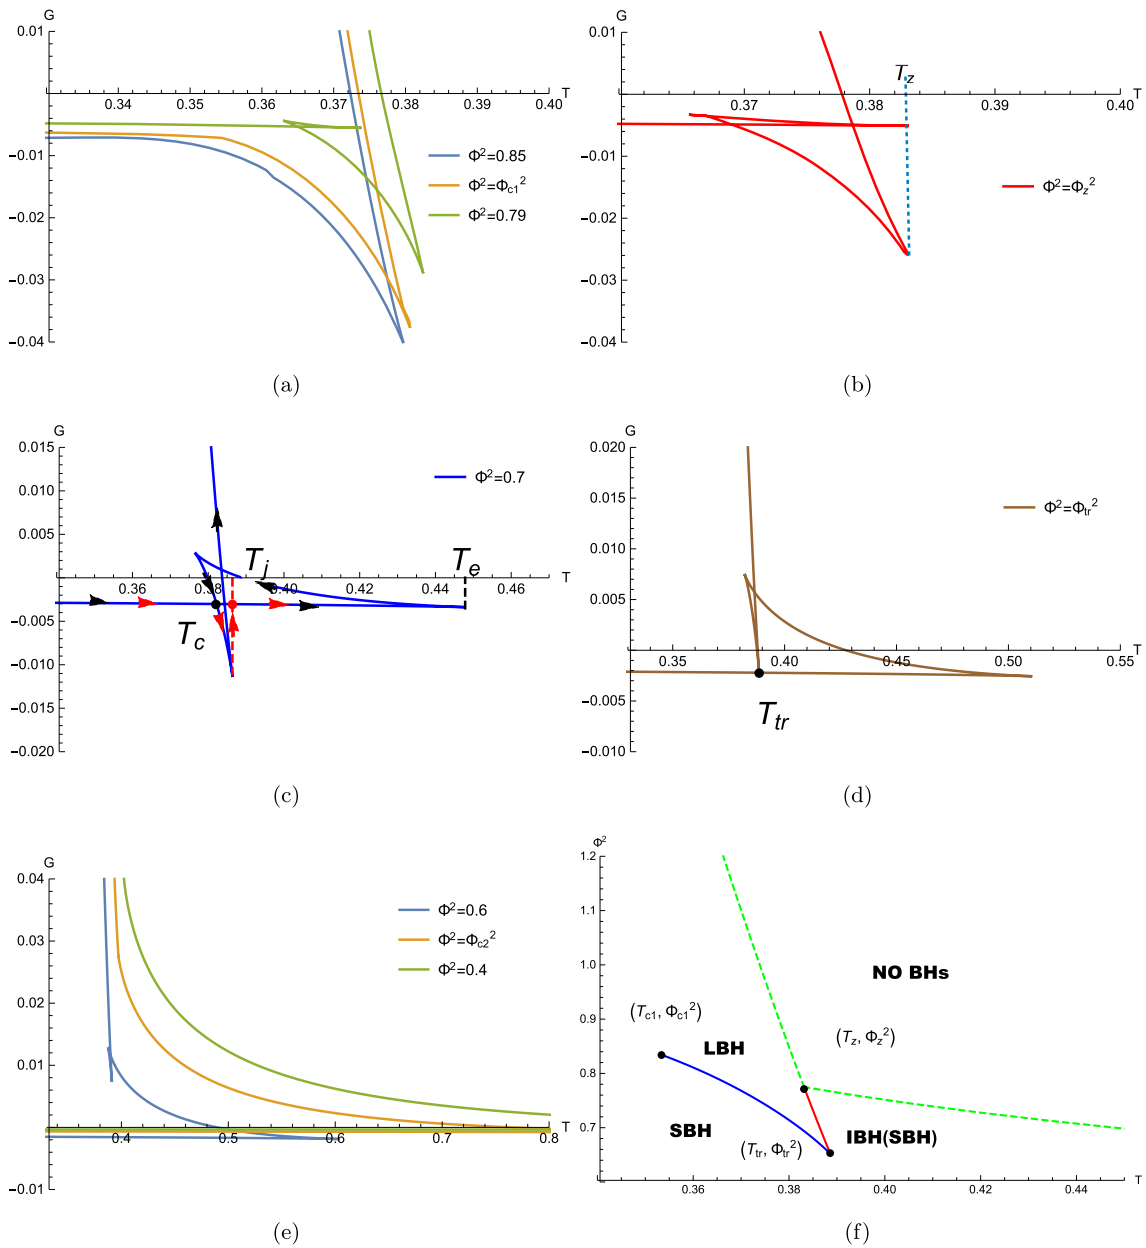 G
0.01
T
0.34 0.35 0.36 0.37 0.38 0.39 0.40
−0.01
−0.02
−0.03
−0.04
Φ²=0.85
Φ²=Φc1²
Φ²=0.79
(a)
G
0.01
Tz
T
0.37 0.38 0.39 0.40
−0.01
−0.02
−0.03
−0.04
Φ²=Φz²
(b)
G
0.015
0.010
0.005
−0.005
−0.010
−0.015
−0.020
Φ²=0.7
Tj
Te
T
0.36 0.38 0.40 0.42 0.44 0.46
Tc
(c)
G
0.020
0.015
0.010
0.005
−0.005
−0.010
Φ²=Φtr²
T
0.35 0.40 0.45 0.50 0.55
Ttr
(d)
G
0.04
0.03
0.02
0.01
0.00
−0.01
Φ²=0.6
Φ²=Φc2²
Φ²=0.4
T
0.4 0.5 0.6 0.7 0.8
(e)
Φ²
1.2
1.1
1.0
0.9
0.8
0.7
NO BHs
(Tc1, Φc1²)
(Tz, Φz²)
LBH
SBH
(Ttr, Φtr²)
IBH(SBH)
T
0.36 0.38 0.40 0.42 0.44
(f)